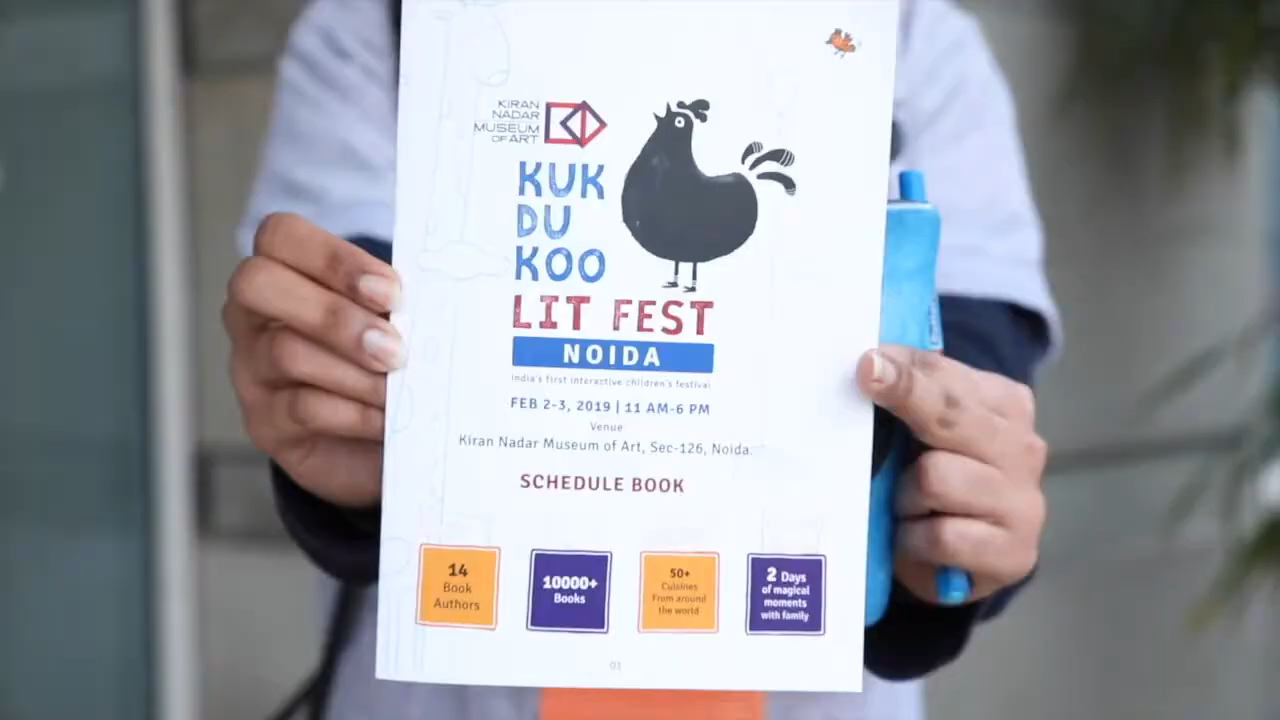 KIRAN
NADAR
MUSEUM
OF ART
KUK
DU
KOO
LIT FEST
NOIDA
India's first interactive children's festival
FEB 2-3, 2019 | 11 AM-6 PM
Venue
Kiran Nadar Museum of Art, Sec-126, Noida.
SCHEDULE BOOK
14
Book
Authors
10000+
Books
50+
Cuisines
From around
the world
2 Days
of magical
moments
with family
01